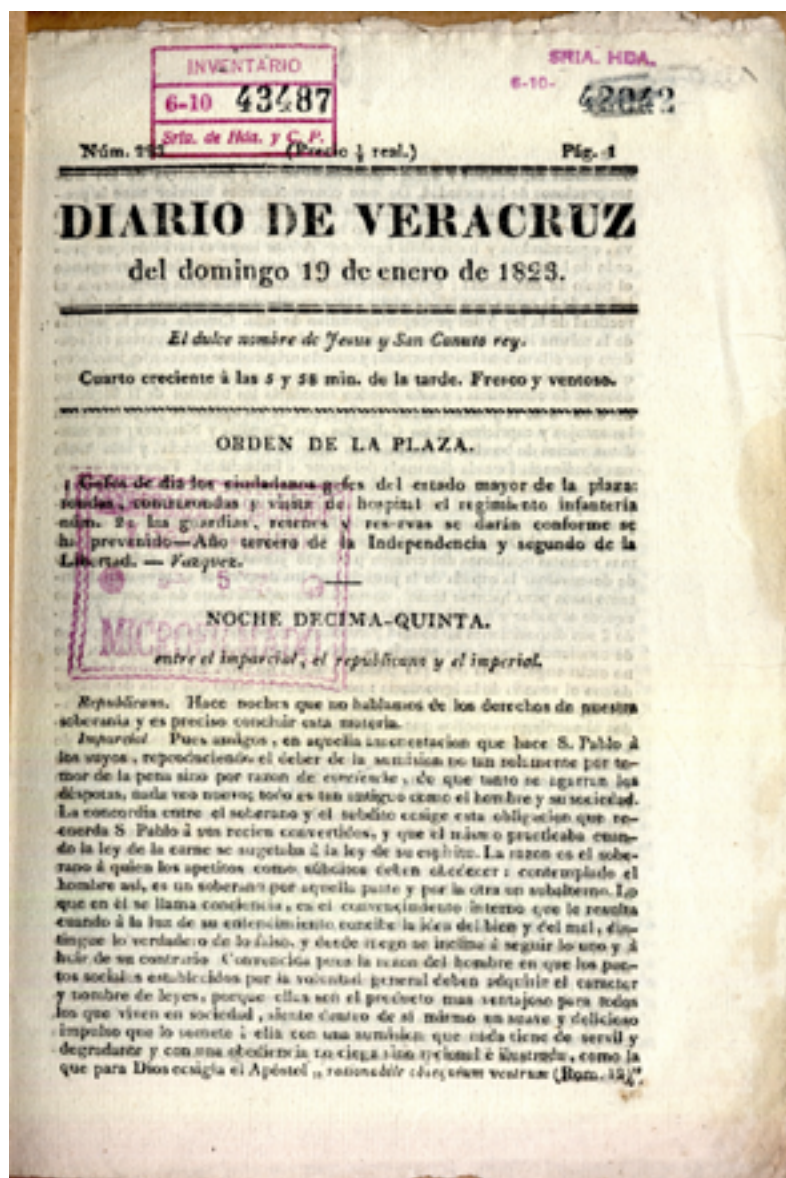 INVENTARIO
6-10 43487
Sria. de Hda. y C. P.
SRIA. HDA.
6-10-
42042
Núm. (Precio ½ real.) Pág. 1
DIARIO DE VERACRUZ
del domingo 19 de enero de 1823.
El dulce nombre de Jesus y San Canuto rey.
Cuarto creciente á las 5 y 58 min. de la tarde. Fresco y ventoso.
ORDEN DE LA PLAZA.
Gefes de dia los ciudadanos gefes del estado mayor de la plaza:
rondas, contrarondas y visita de hospital el regimiento infanteria
núm. 2: las guardias, retenes y reservas se darán conforme se
ha prevenido—Año tercero de la Independencia y segundo de la
Libertad. — Vazquez.
5
MICROFILMADO
NOCHE DECIMA-QUINTA.
entre el imparcial, el republicano y el imperial.
Republicano. Hace noches que no hablamos de los derechos de nuestra
soberania y es preciso concluir esta materia.
Imparcial Pues amigos, en aquella amonestacion que hace S. Pablo á
los suyos, reproduciendo el deber de la sumision no tan solamente por te-
mor de la pena sino por razon de conciencia, de que tanto se agarran los
déspotas, nada veo nuevo; todo es tan antiguo como el hombre y su sociedad.
La concordia entre el soberano y el subdito ecsige esta obligacion que re-
cuerda S. Pablo á sus recien convertidos, y que el mismo practicaba cuan-
do la ley de la carne se sugetaba á la ley de su espiritu. La razon es el sobe-
rano á quien los apetitos como súbditos deben obedecer: contemplado el
hombre asi, es un soberano por aquella parte y por la otra un subalterno. Lo
que en él se llama conciencia, es el convencimiento interno que le resulta
cuando á la luz de su entendimiento concibe la idea del bien y del mal, dis-
tingue lo verdadero de lo falso, y desde luego se inclina á seguir lo uno y á
huir de su contrario Convencida pues la razon del hombre en que los pac-
tos sociales establecidos por la voluntad general deben adquirir el caracter
y nombre de leyes, porque ellas son el producto mas ventajoso para todos
los que viven en sociedad, siente dentro de sí mismo un suave y delicioso
impulso que lo somete á ella con una sumision que nada tiene de servil y
degradante y con una obediencia no ciega sino racional é ilustrada, como la
que para Dios ecsigia el Apóstol „ rationabile obsequium vestrum (Rom. 12)."